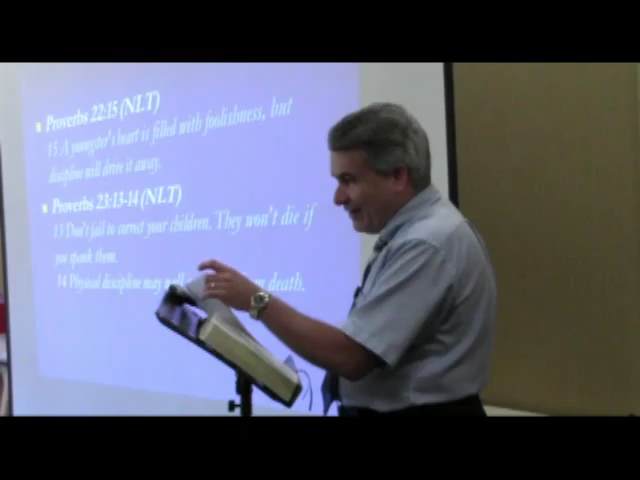 Proverbs 22:15 (NLT)
15 A youngster's heart is filled with foolishness, but
discipline will drive it away.
Proverbs 23:13-14 (NLT)
13 Don't fail to correct your children. They won't die if
you spank them.
14 Physical discipline may well death.